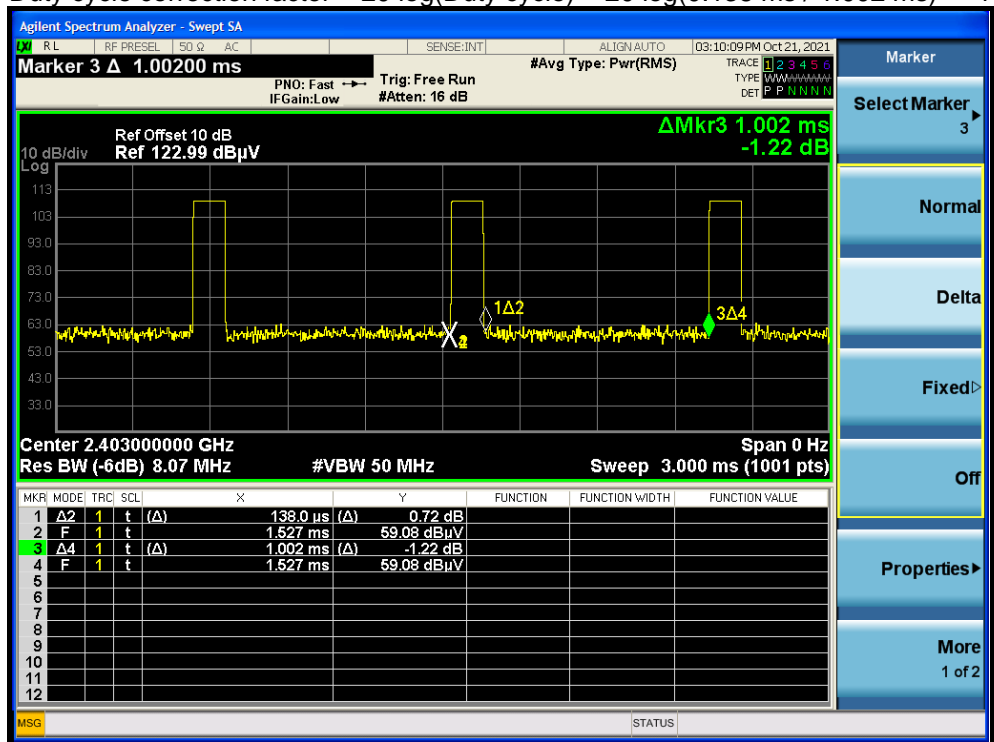 Agilent Spectrum Analyzer - Swept SA
LXI RL RF PRESEL 50 Ω AC SENSE:INT ALIGN AUTO 03:10:09 PM Oct 21, 2021
Marker 3 Δ 1.00200 ms
PNO: Fast
IFGain:Low
Trig: Free Run
#Atten: 16 dB
#Avg Type: Pwr(RMS)
TRACE 1 2 3 4 5 6
TYPE
DET P P N N N N
ΔMkr3 1.002 ms
-1.22 dB
10 dB/div
Log
Ref Offset 10 dB
Ref 122.99 dBµV
113
103
93.0
83.0
73.0
63.0
53.0
43.0
33.0
1Δ2
3Δ4
Center 2.403000000 GHz
Span 0 Hz
Res BW (-6dB) 8.07 MHz
#VBW 50 MHz
Sweep 3.000 ms (1001 pts)
MKR MODE TRC SCL X Y FUNCTION FUNCTION WIDTH FUNCTION VALUE
1 Δ2 1 t (Δ) 138.0 µs (Δ) 0.72 dB
2 F 1 t 1.527 ms 59.08 dBµV
3 Δ4 1 t (Δ) 1.002 ms (Δ) -1.22 dB
4 F 1 t 1.527 ms 59.08 dBµV
5
6
7
8
9
10
11
12
MSG
STATUS
Marker
Select Marker
3
Normal
Delta
Fixed
Off
Properties
More
1 of 2